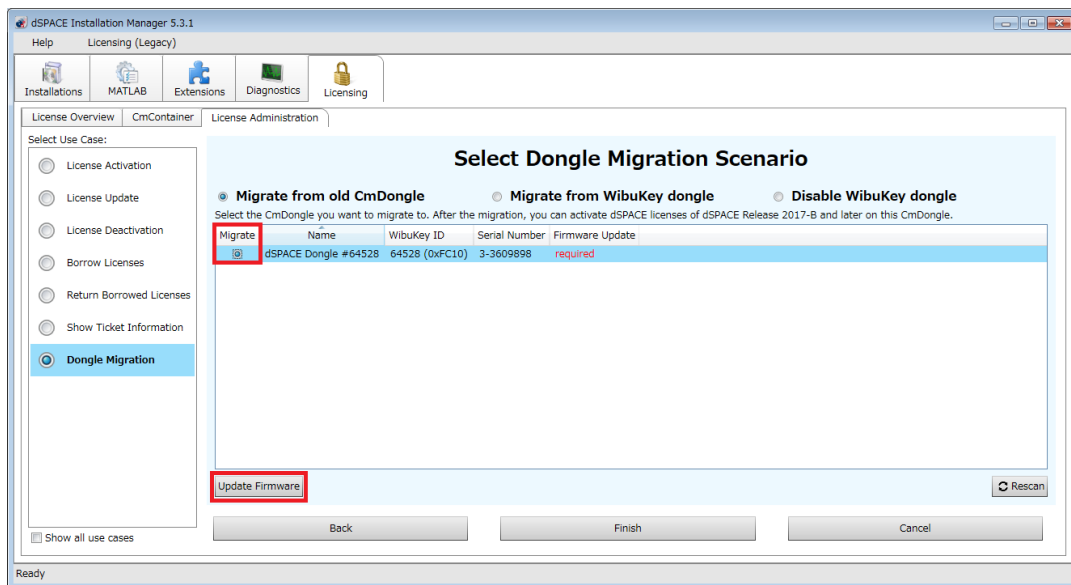 dSPACE Installation Manager 5.3.1
Help Licensing (Legacy)
Installations MATLAB Extensions Diagnostics Licensing
License Overview CmContainer License Administration
Select Use Case:
License Activation
License Update
License Deactivation
Borrow Licenses
Return Borrowed Licenses
Show Ticket Information
Dongle Migration
Show all use cases
Select Dongle Migration Scenario
Migrate from old CmDongle Migrate from WibuKey dongle Disable WibuKey dongle
Select the CmDongle you want to migrate to. After the migration, you can activate dSPACE licenses of dSPACE Release 2017-B and later on this CmDongle.
Migrate Name WibuKey ID Serial Number Firmware Update
dSPACE Dongle #64528 64528 (0xFC10) 3-3609898 required
Update Firmware Rescan
Back Finish Cancel
Ready